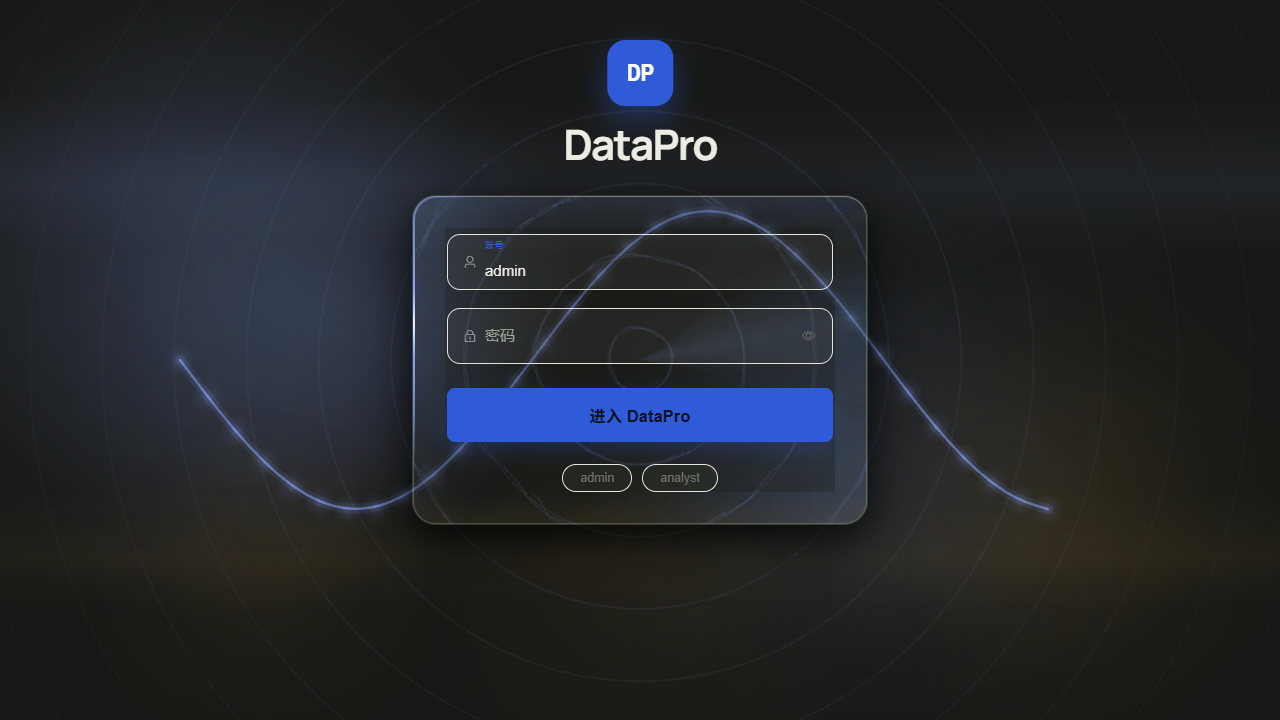 DP
DataPro
账号
admin
密码
进入 DataPro
admin
analyst